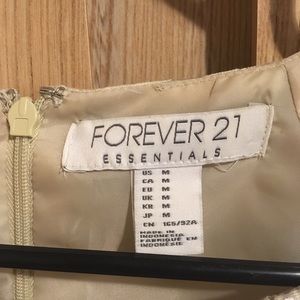 FOREVER 21
ESSENTIALS
US M
CA M
EU M
UK M
KR M
JP M
CN 165/92A
MADE IN
INDONESIA
FABRIQUÉ EN
INDONÉSIE